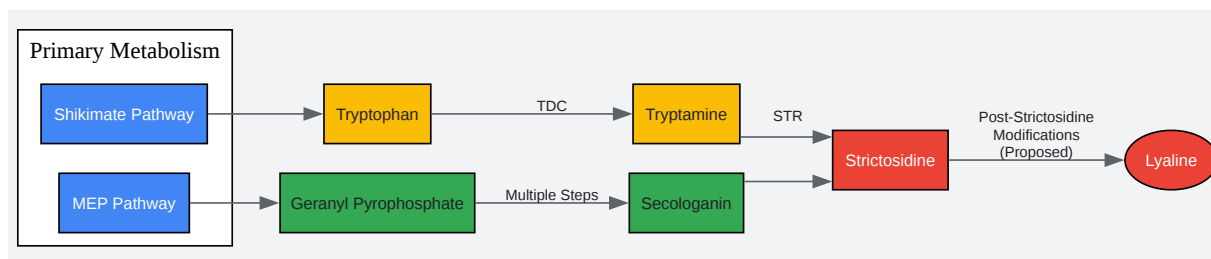 Primary Metabolism
Shikimate Pathway
Tryptophan
TDC
Tryptamine
STR
MEP Pathway
Geranyl Pyrophosphate
Multiple Steps
Secologanin
Strictosidine
Post-Strictosidine
Modifications
(Proposed)
Lyaline